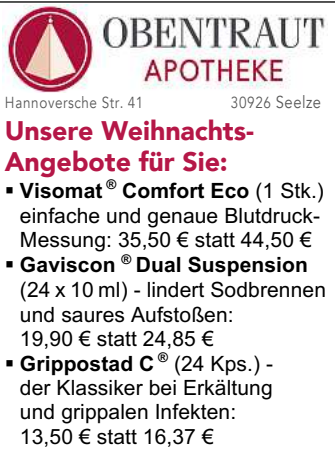 OBENTRAUT
APOTHEKE
Hannoversche Str. 41 30926 Seelze
Unsere Weihnachts-
Angebote für Sie:
▪ Visomat® Comfort Eco (1 Stk.)
einfache und genaue Blutdruck-
Messung: 35,50 € statt 44,50 €
▪ Gaviscon ® Dual Suspension
(24 x 10 ml) - lindert Sodbrennen
und saures Aufstoßen:
19,90 € statt 24,85 €
▪ Grippostad C® (24 Kps.) -
der Klassiker bei Erkältung
und grippalen Infekten:
13,50 € statt 16,37 €